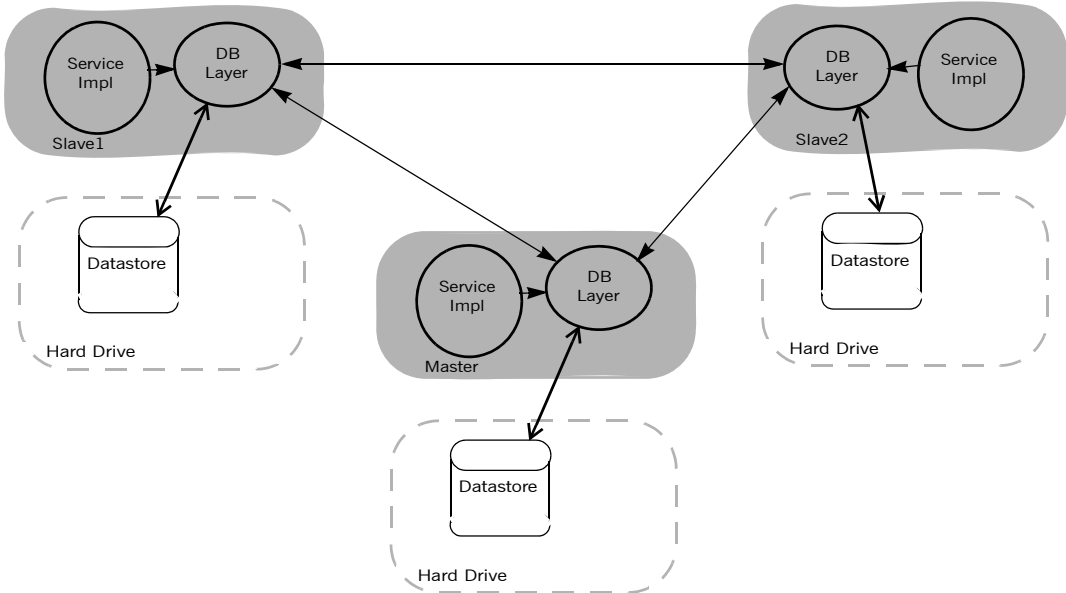 Service
Impl
DB
Layer
Slave1
DB
Layer
Service
Impl
Slave2
Datastore
Hard Drive
Datastore
Hard Drive
Service
Impl
DB
Layer
Master
Datastore
Hard Drive